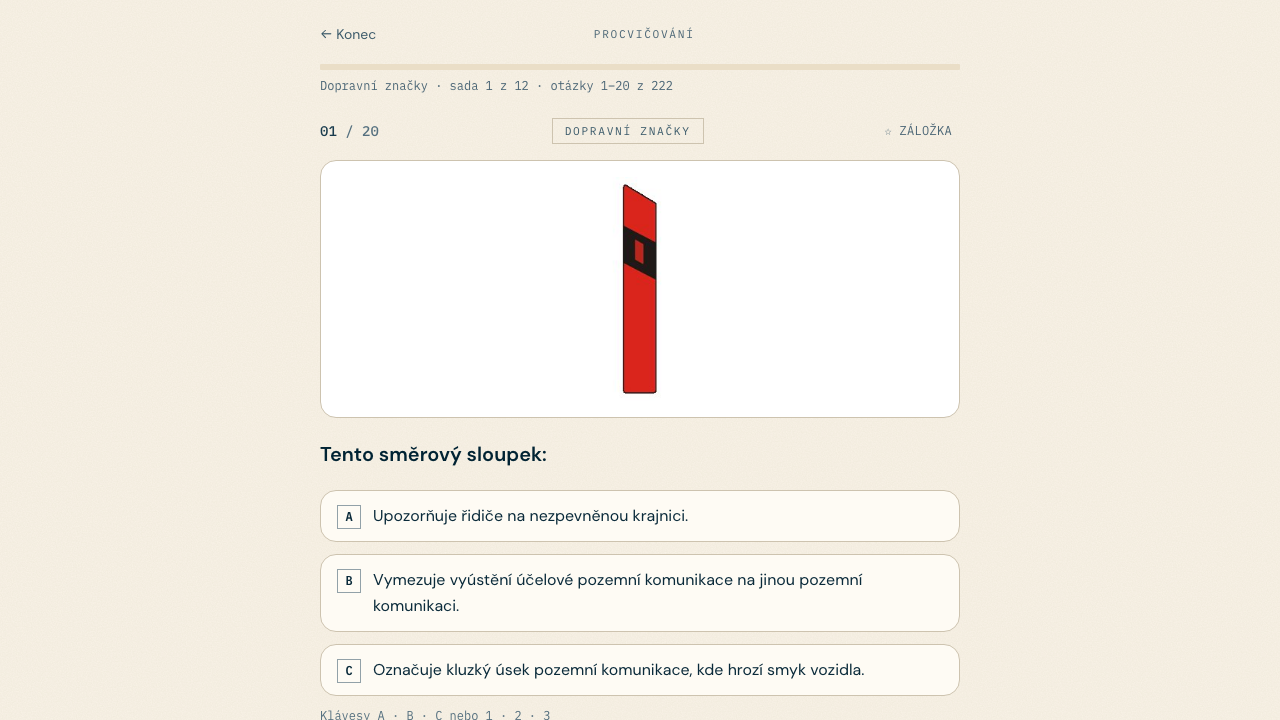 ← Konec
PROCVIČOVÁNÍ
Dopravní značky · sada 1 z 12 · otázky 1–20 z 222
01 / 20
DOPRAVNÍ ZNAČKY
☆ ZÁLOŽKA
Tento směrový sloupek:
A Upozorňuje řidiče na nezpevněnou krajnici.
B Vymezuje vyústění účelové pozemní komunikace na jinou pozemní
komunikaci.
C Označuje kluzký úsek pozemní komunikace, kde hrozí smyk vozidla.
Klávesy A · B · C nebo 1 · 2 · 3